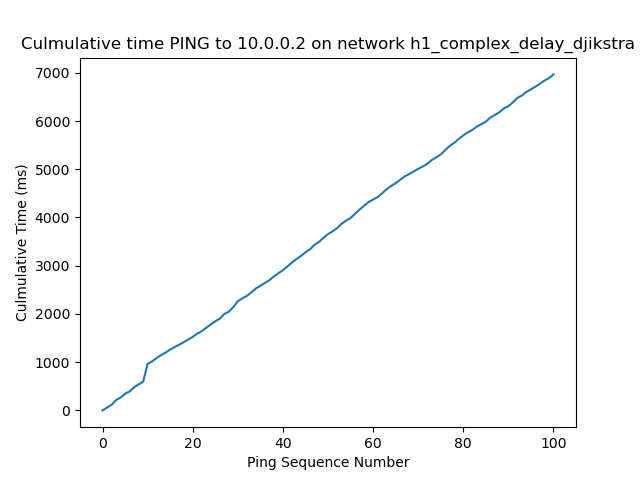 Culmulative time PING to 10.0.0.2 on network h1_complex_delay_djikstra
Culmulative Time (ms)
7000
6000
5000
4000
3000
2000
1000
0
0 20 40 60 80 100
Ping Sequence Number